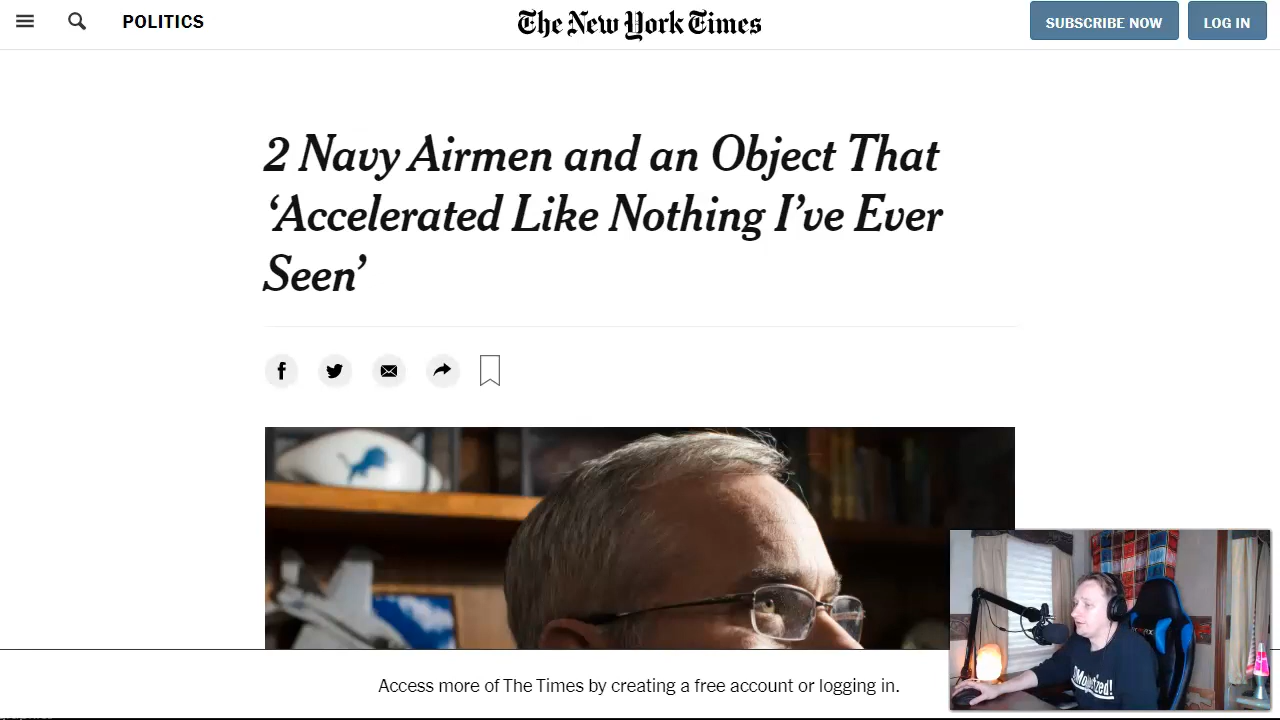 POLITICS
The New York Times
SUBSCRIBE NOW
LOG IN
2 Navy Airmen and an Object That
‘Accelerated Like Nothing I’ve Ever
Seen’
Access more of The Times by creating a free account or logging in.